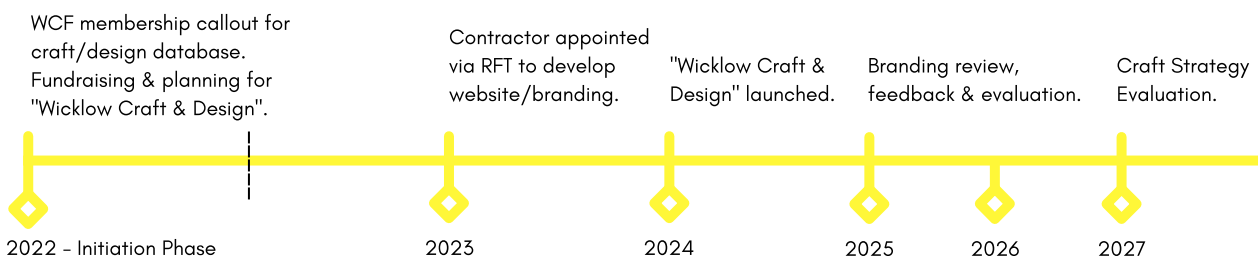 WCF membership callout for
craft/design database.
Fundraising & planning for
"Wicklow Craft & Design".
Contractor appointed
via RFT to develop
website/branding.
"Wicklow Craft &
Design" launched.
Branding review,
feedback & evaluation.
Craft Strategy
Evaluation.
2022 - Initiation Phase
2023
2024
2025
2026
2027